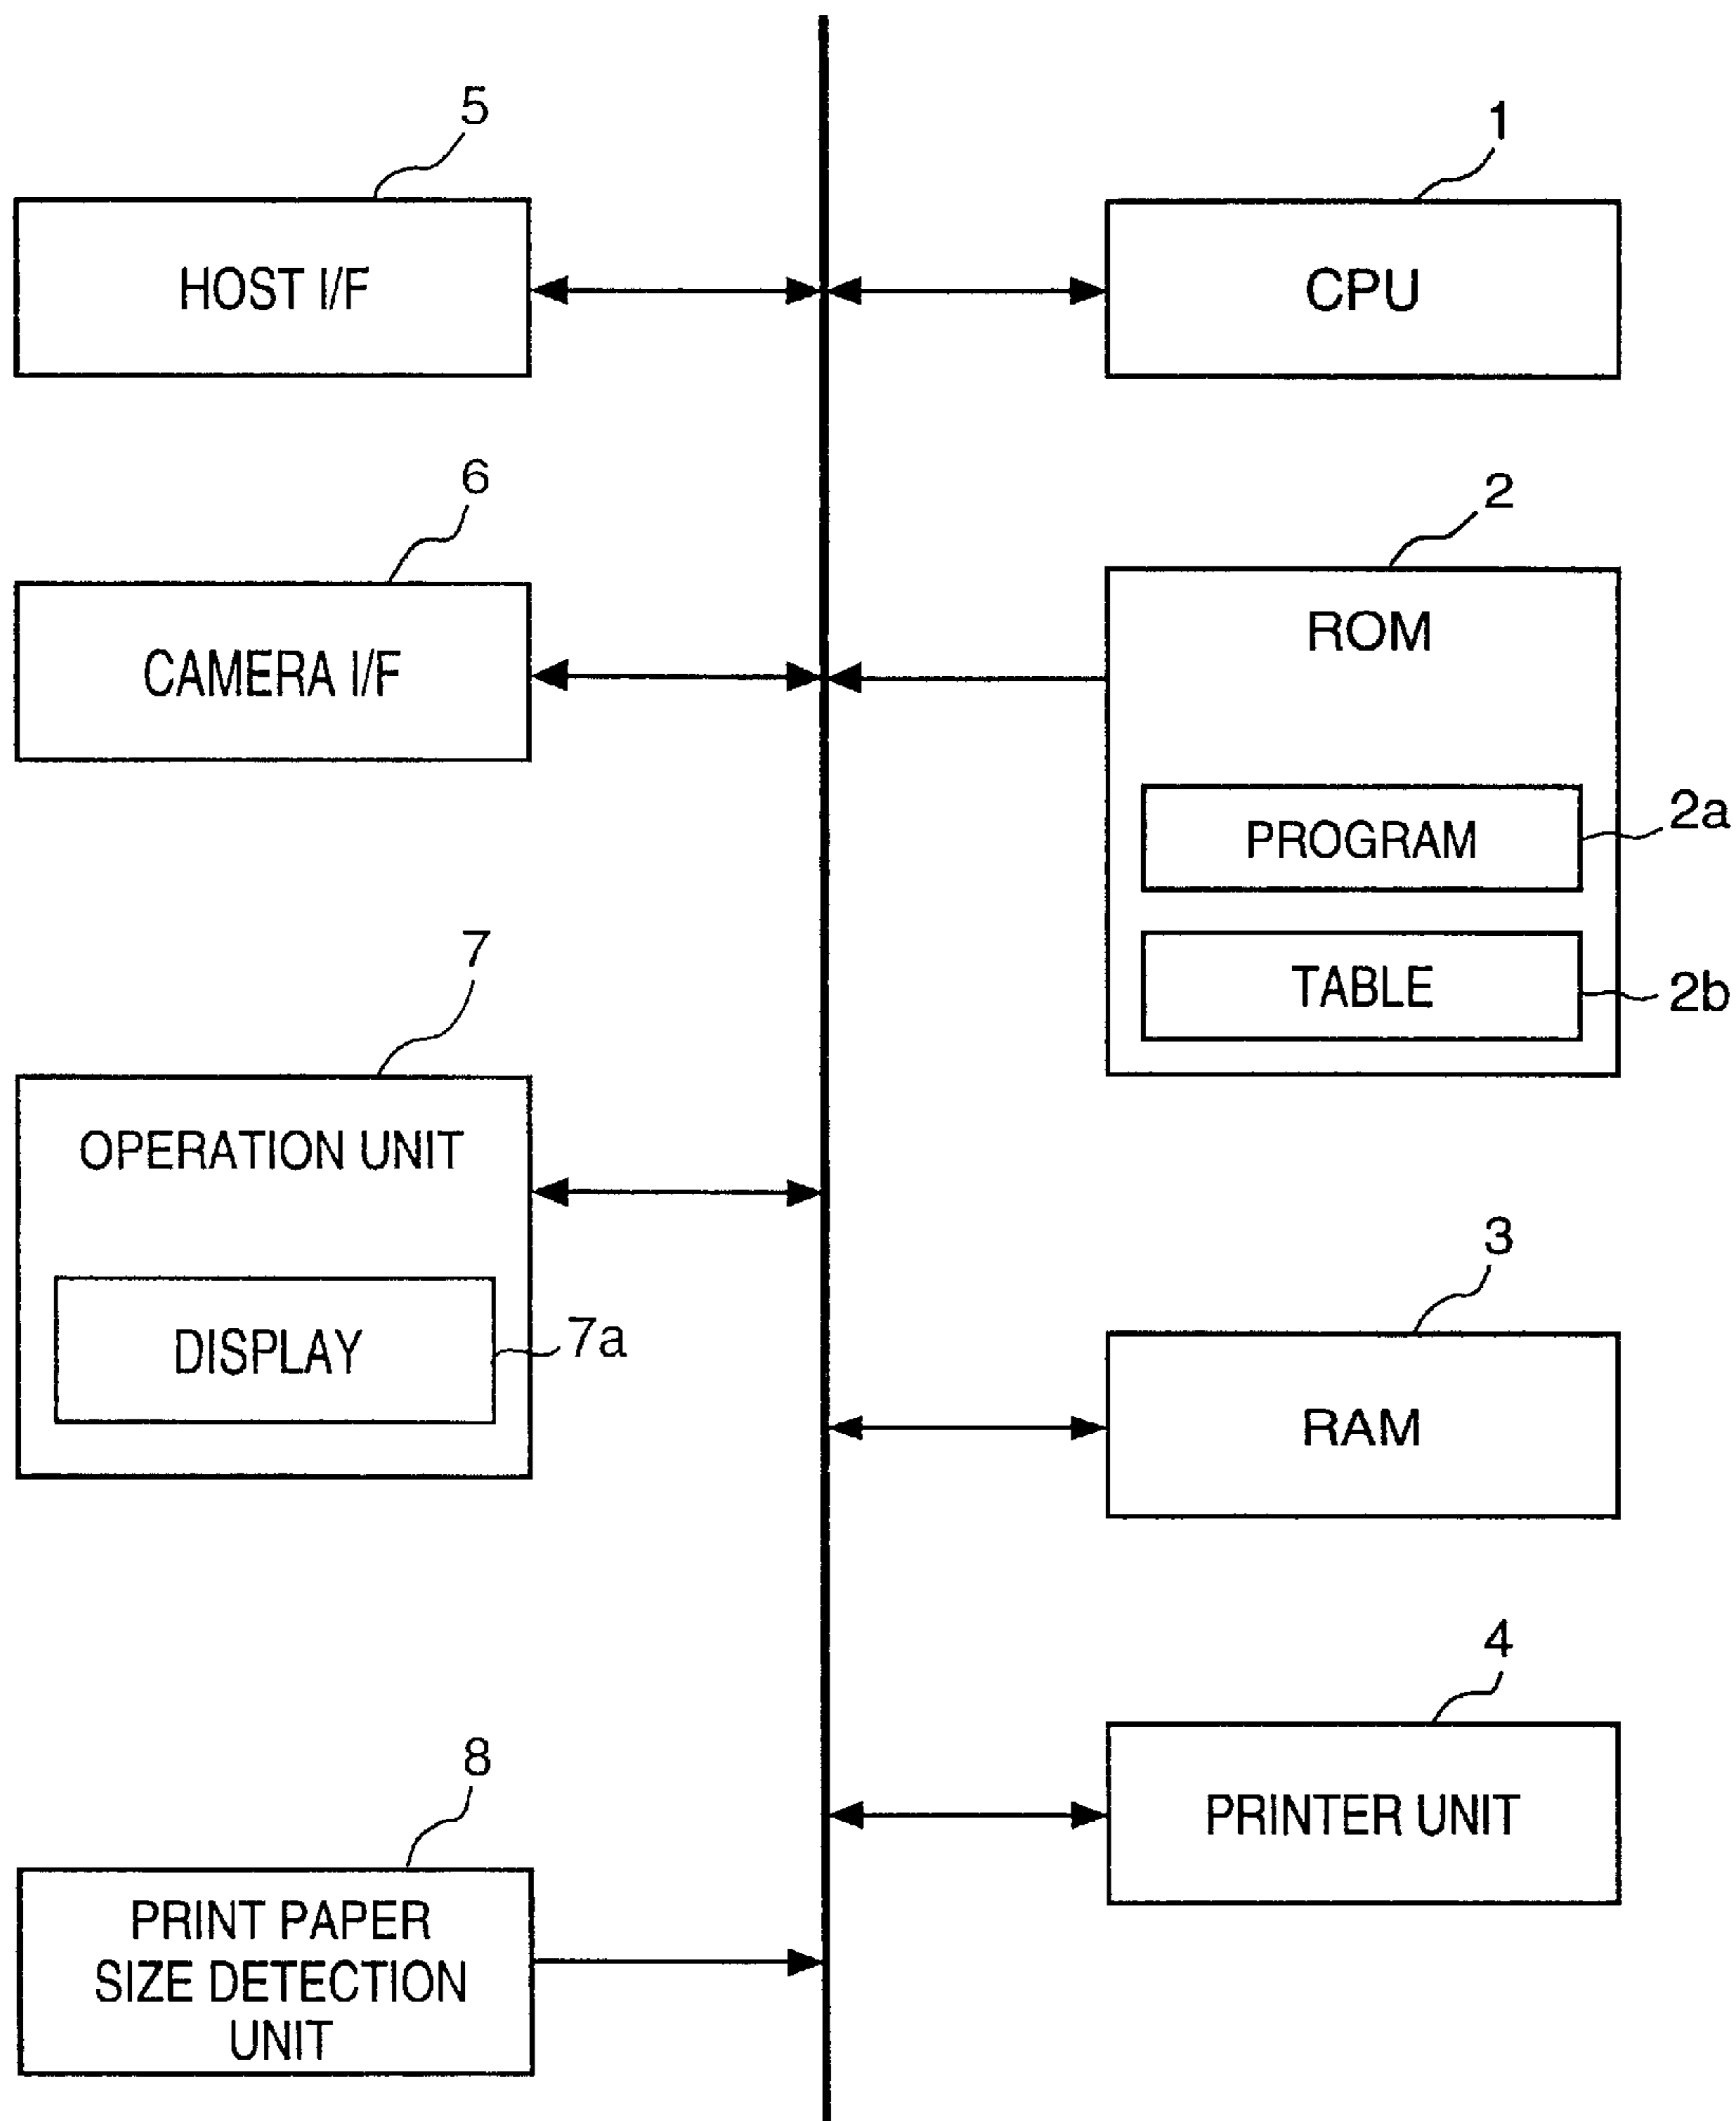 5
HOST I/F
1
CPU
6
CAMERA I/F
2
ROM
PROGRAM
2a
TABLE
2b
7
OPERATION UNIT
DISPLAY
7a
3
RAM
4
PRINTER UNIT
8
PRINT PAPER
SIZE DETECTION
UNIT